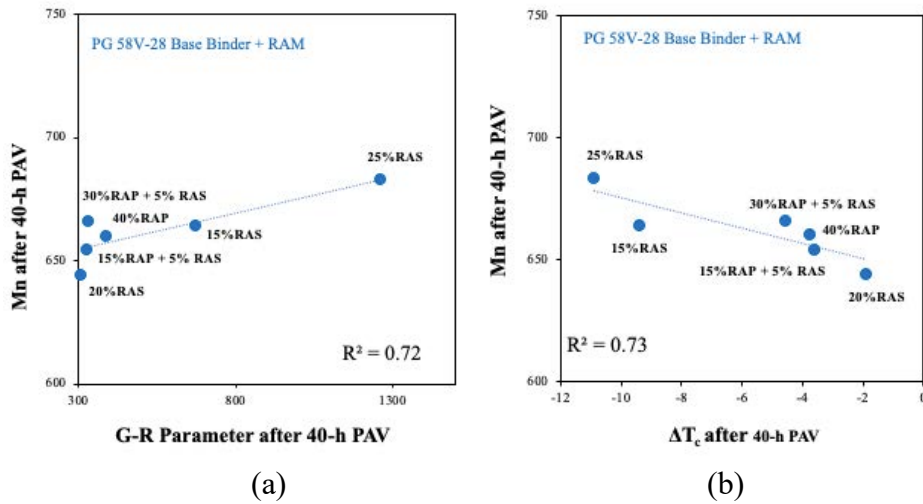 750
PG 58V-28 Base Binder + RAM
700
25%RAS
30%RAP + 5% RAS
40%RAP
15%RAS
650
15%RAP + 5% RAS
20%RAS
R² = 0.72
600
300
800
1300
Mn after 40-h PAV
G-R Parameter after 40-h PAV
(a)
750
PG 58V-28 Base Binder + RAM
700
25%RAS
30%RAP + 5% RAS
40%RAP
15%RAS
650
15%RAP + 5% RAS
20%RAS
R² = 0.73
600
-12
-10
-8
-6
-4
-2
0
Mn after 40-h PAV
ΔTc after 40-h PAV
(b)